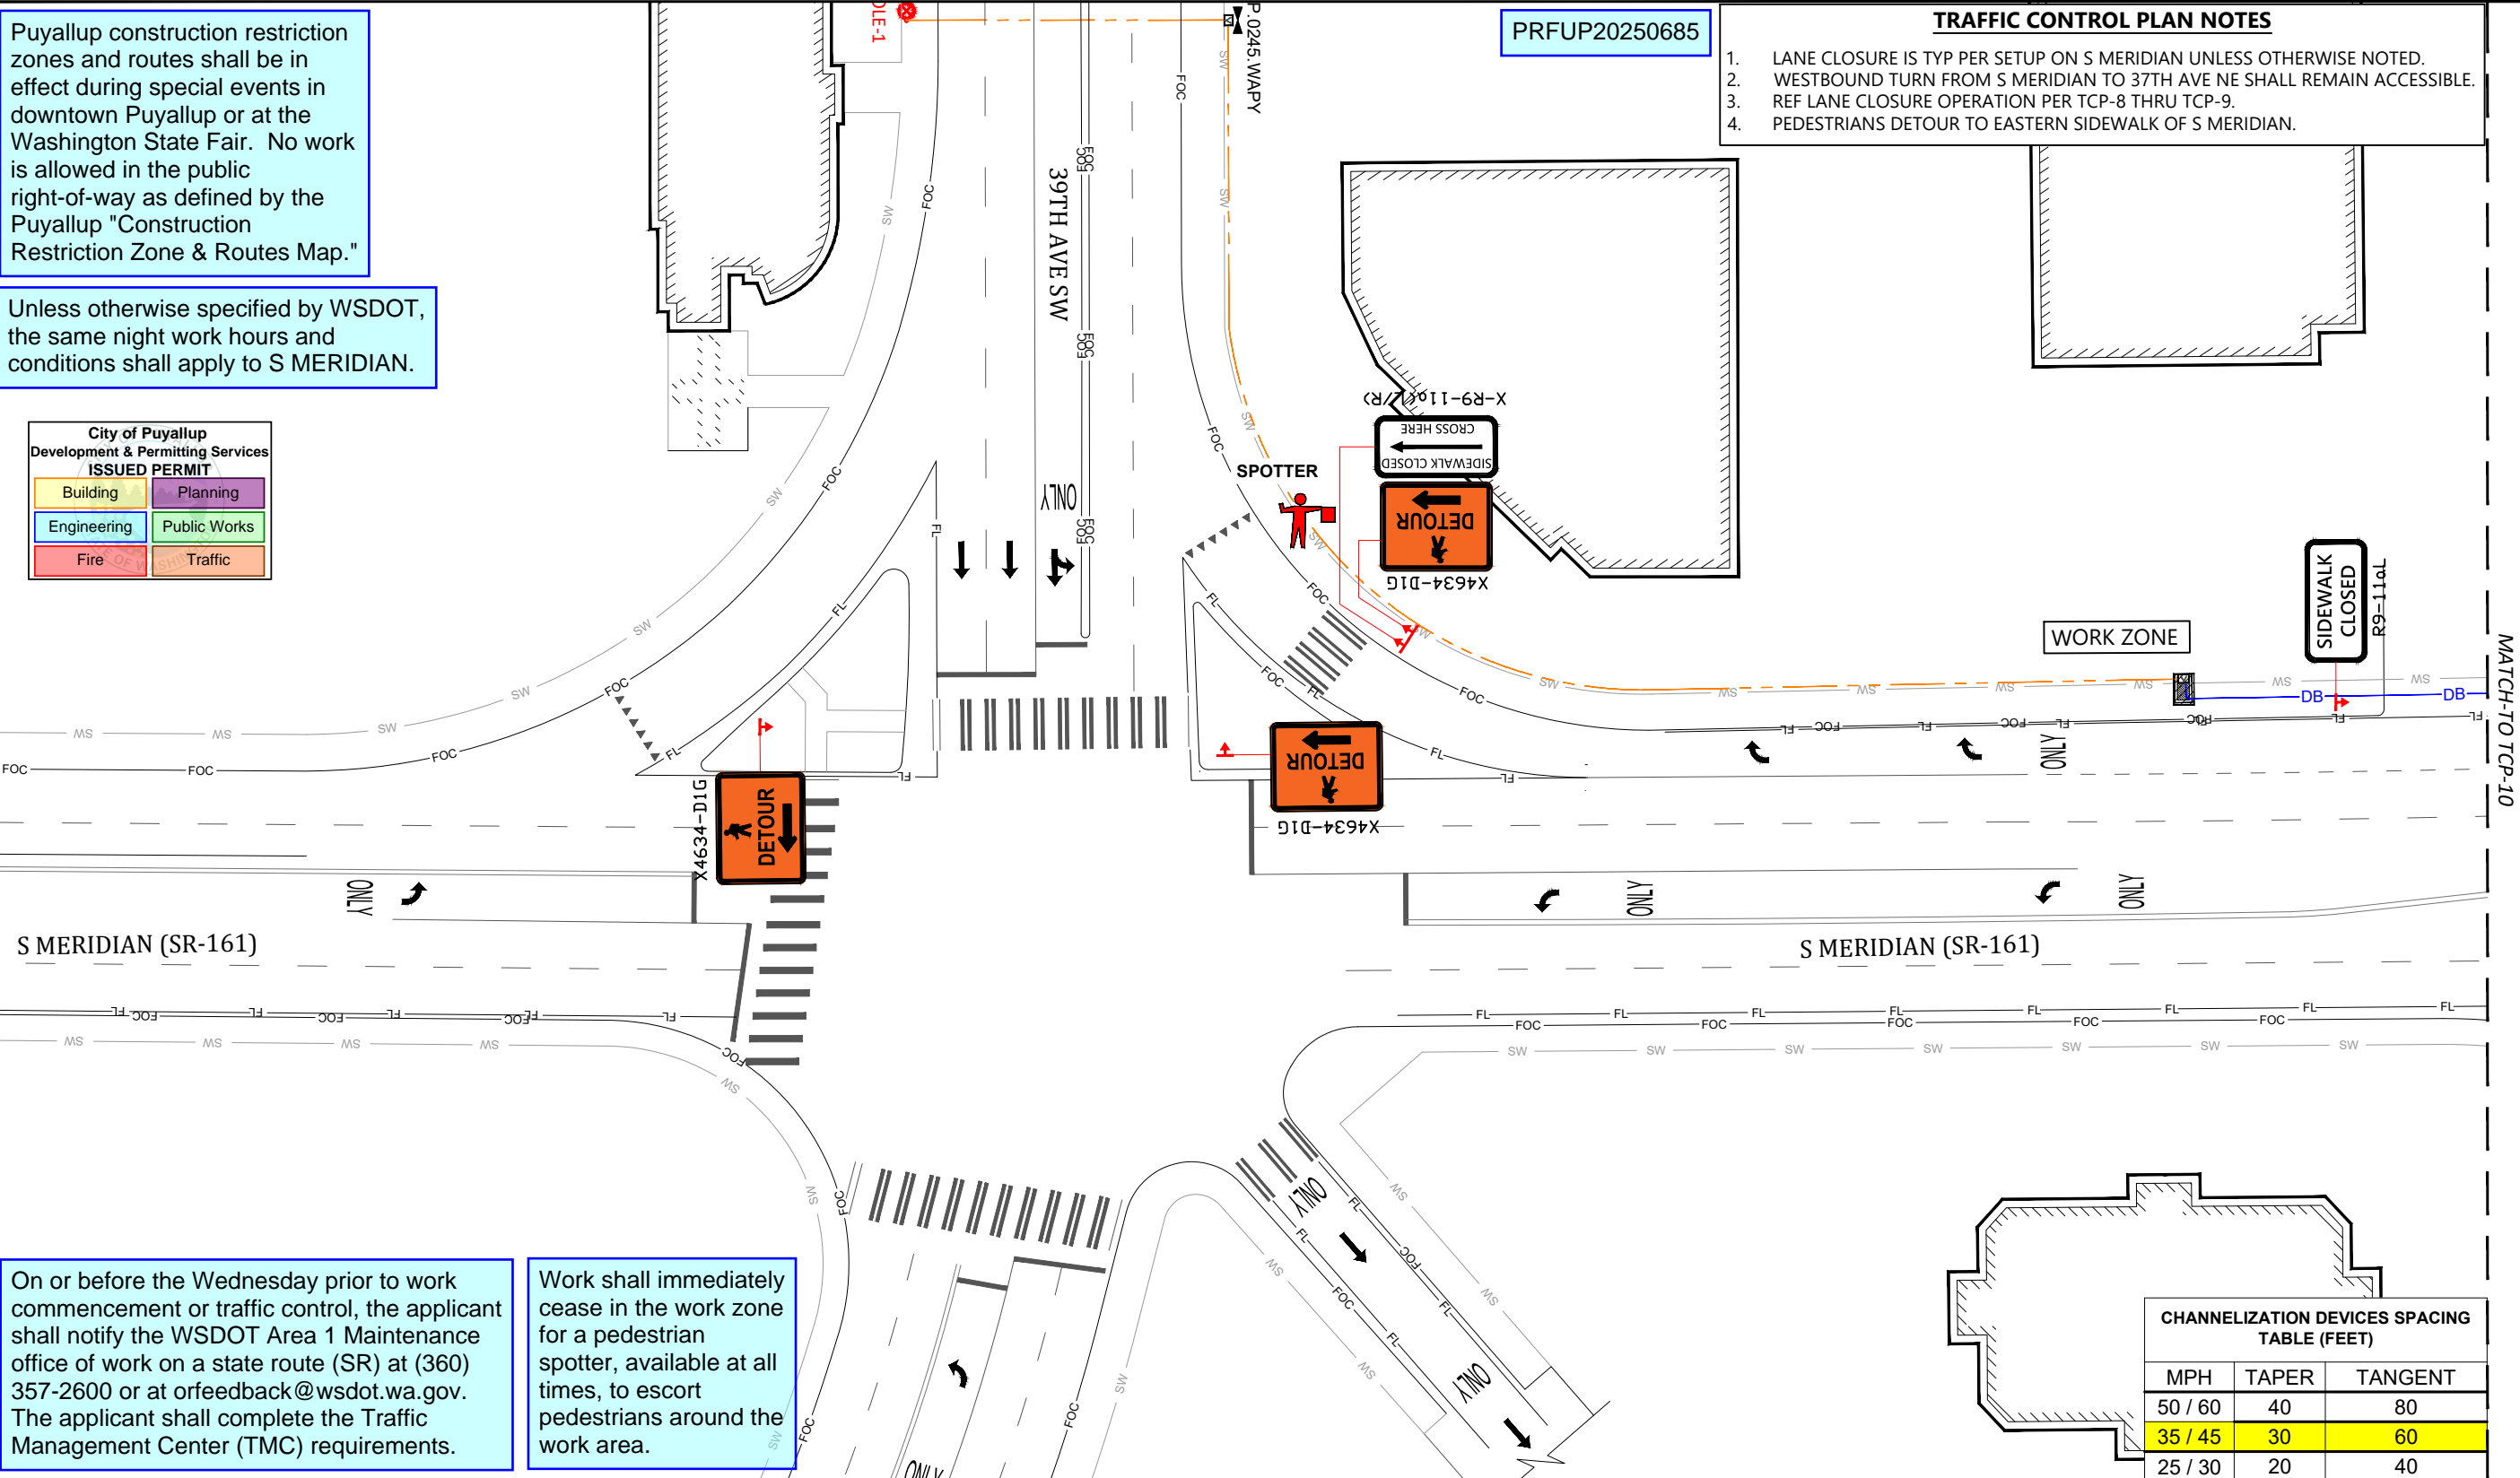 Puyallup construction restriction
zones and routes shall be in
effect during special events in
downtown Puyallup or at the
Washington State Fair. No work
is allowed in the public
right-of-way as defined by the
Puyallup "Construction
Restriction Zone & Routes Map."
Unless otherwise specified by WSDOT,
the same night work hours and
conditions shall apply to S MERIDIAN.
City of Puyallup
Development & Permitting Services
ISSUED PERMIT
Building
Planning
Engineering
Public Works
Fire
Traffic
OLE-1
P.0245.WAPY
PRFUP20250685
TRAFFIC CONTROL PLAN NOTES
1. LANE CLOSURE IS TYP PER SETUP ON S MERIDIAN UNLESS OTHERWISE NOTED.
2. WESTBOUND TURN FROM S MERIDIAN TO 37TH AVE NE SHALL REMAIN ACCESSIBLE.
3. REF LANE CLOSURE OPERATION PER TCP-8 THRU TCP-9.
4. PEDESTRIANS DETOUR TO EASTERN SIDEWALK OF S MERIDIAN.
39TH AVE SW
ONLY
SPOTTER
X-R9-11a(L/R)
SIDEWALK CLOSED
CROSS HERE
DETOUR
X4634-D1G
WORK ZONE
SIDEWALK
CLOSED
R9-11aL
DB
DB
MATCH-TO TCP-10
ONLY
DETOUR
X4634-D1G
DETOUR
X4634-D1G
ONLY
ONLY
ONLY
S MERIDIAN (SR-161)
S MERIDIAN (SR-161)
FOC
FL
SW
ONLY
ONLY
ONLY
On or before the Wednesday prior to work
commencement or traffic control, the applicant
shall notify the WSDOT Area 1 Maintenance
office of work on a state route (SR) at (360)
357-2600 or at orfeedback@wsdot.wa.gov.
The applicant shall complete the Traffic
Management Center (TMC) requirements.
Work shall immediately
cease in the work zone
for a pedestrian
spotter, available at all
times, to escort
pedestrians around the
work area.
CHANNELIZATION DEVICES SPACING
TABLE (FEET)
MPH TAPER TANGENT
50 / 60 40 80
35 / 45 30 60
25 / 30 20 40